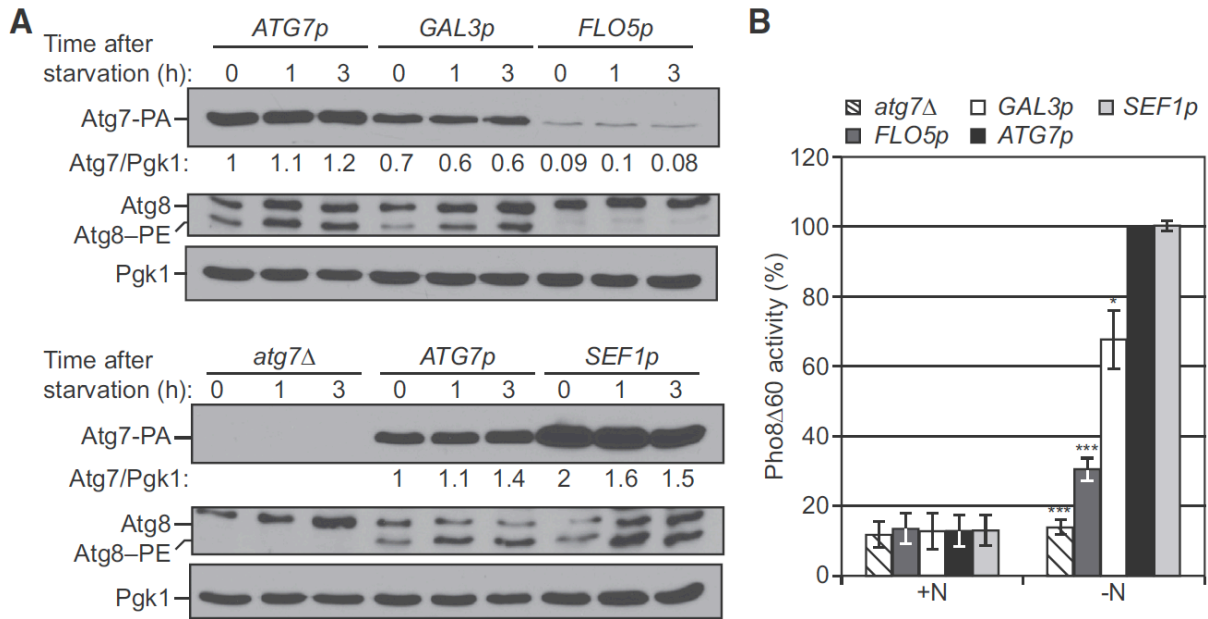 A
Time after
starvation (h):
ATG7p GAL3p FLO5p
0 1 3 0 1 3 0 1 3
Atg7-PA
Atg7/Pgk1: 1 1.1 1.2 0.7 0.6 0.6 0.09 0.1 0.08
Atg8
Atg8–PE
Pgk1
Time after
starvation (h):
atg7Δ ATG7p SEF1p
0 1 3 0 1 3 0 1 3
Atg7-PA
Atg7/Pgk1: 1 1.1 1.4 2 1.6 1.5
Atg8
Atg8–PE
Pgk1
B
atg7Δ GAL3p SEF1p
FLO5p ATG7p
Pho8Δ60 activity (%)
120
100
80
60
40
20
0
*
***
***
+N -N